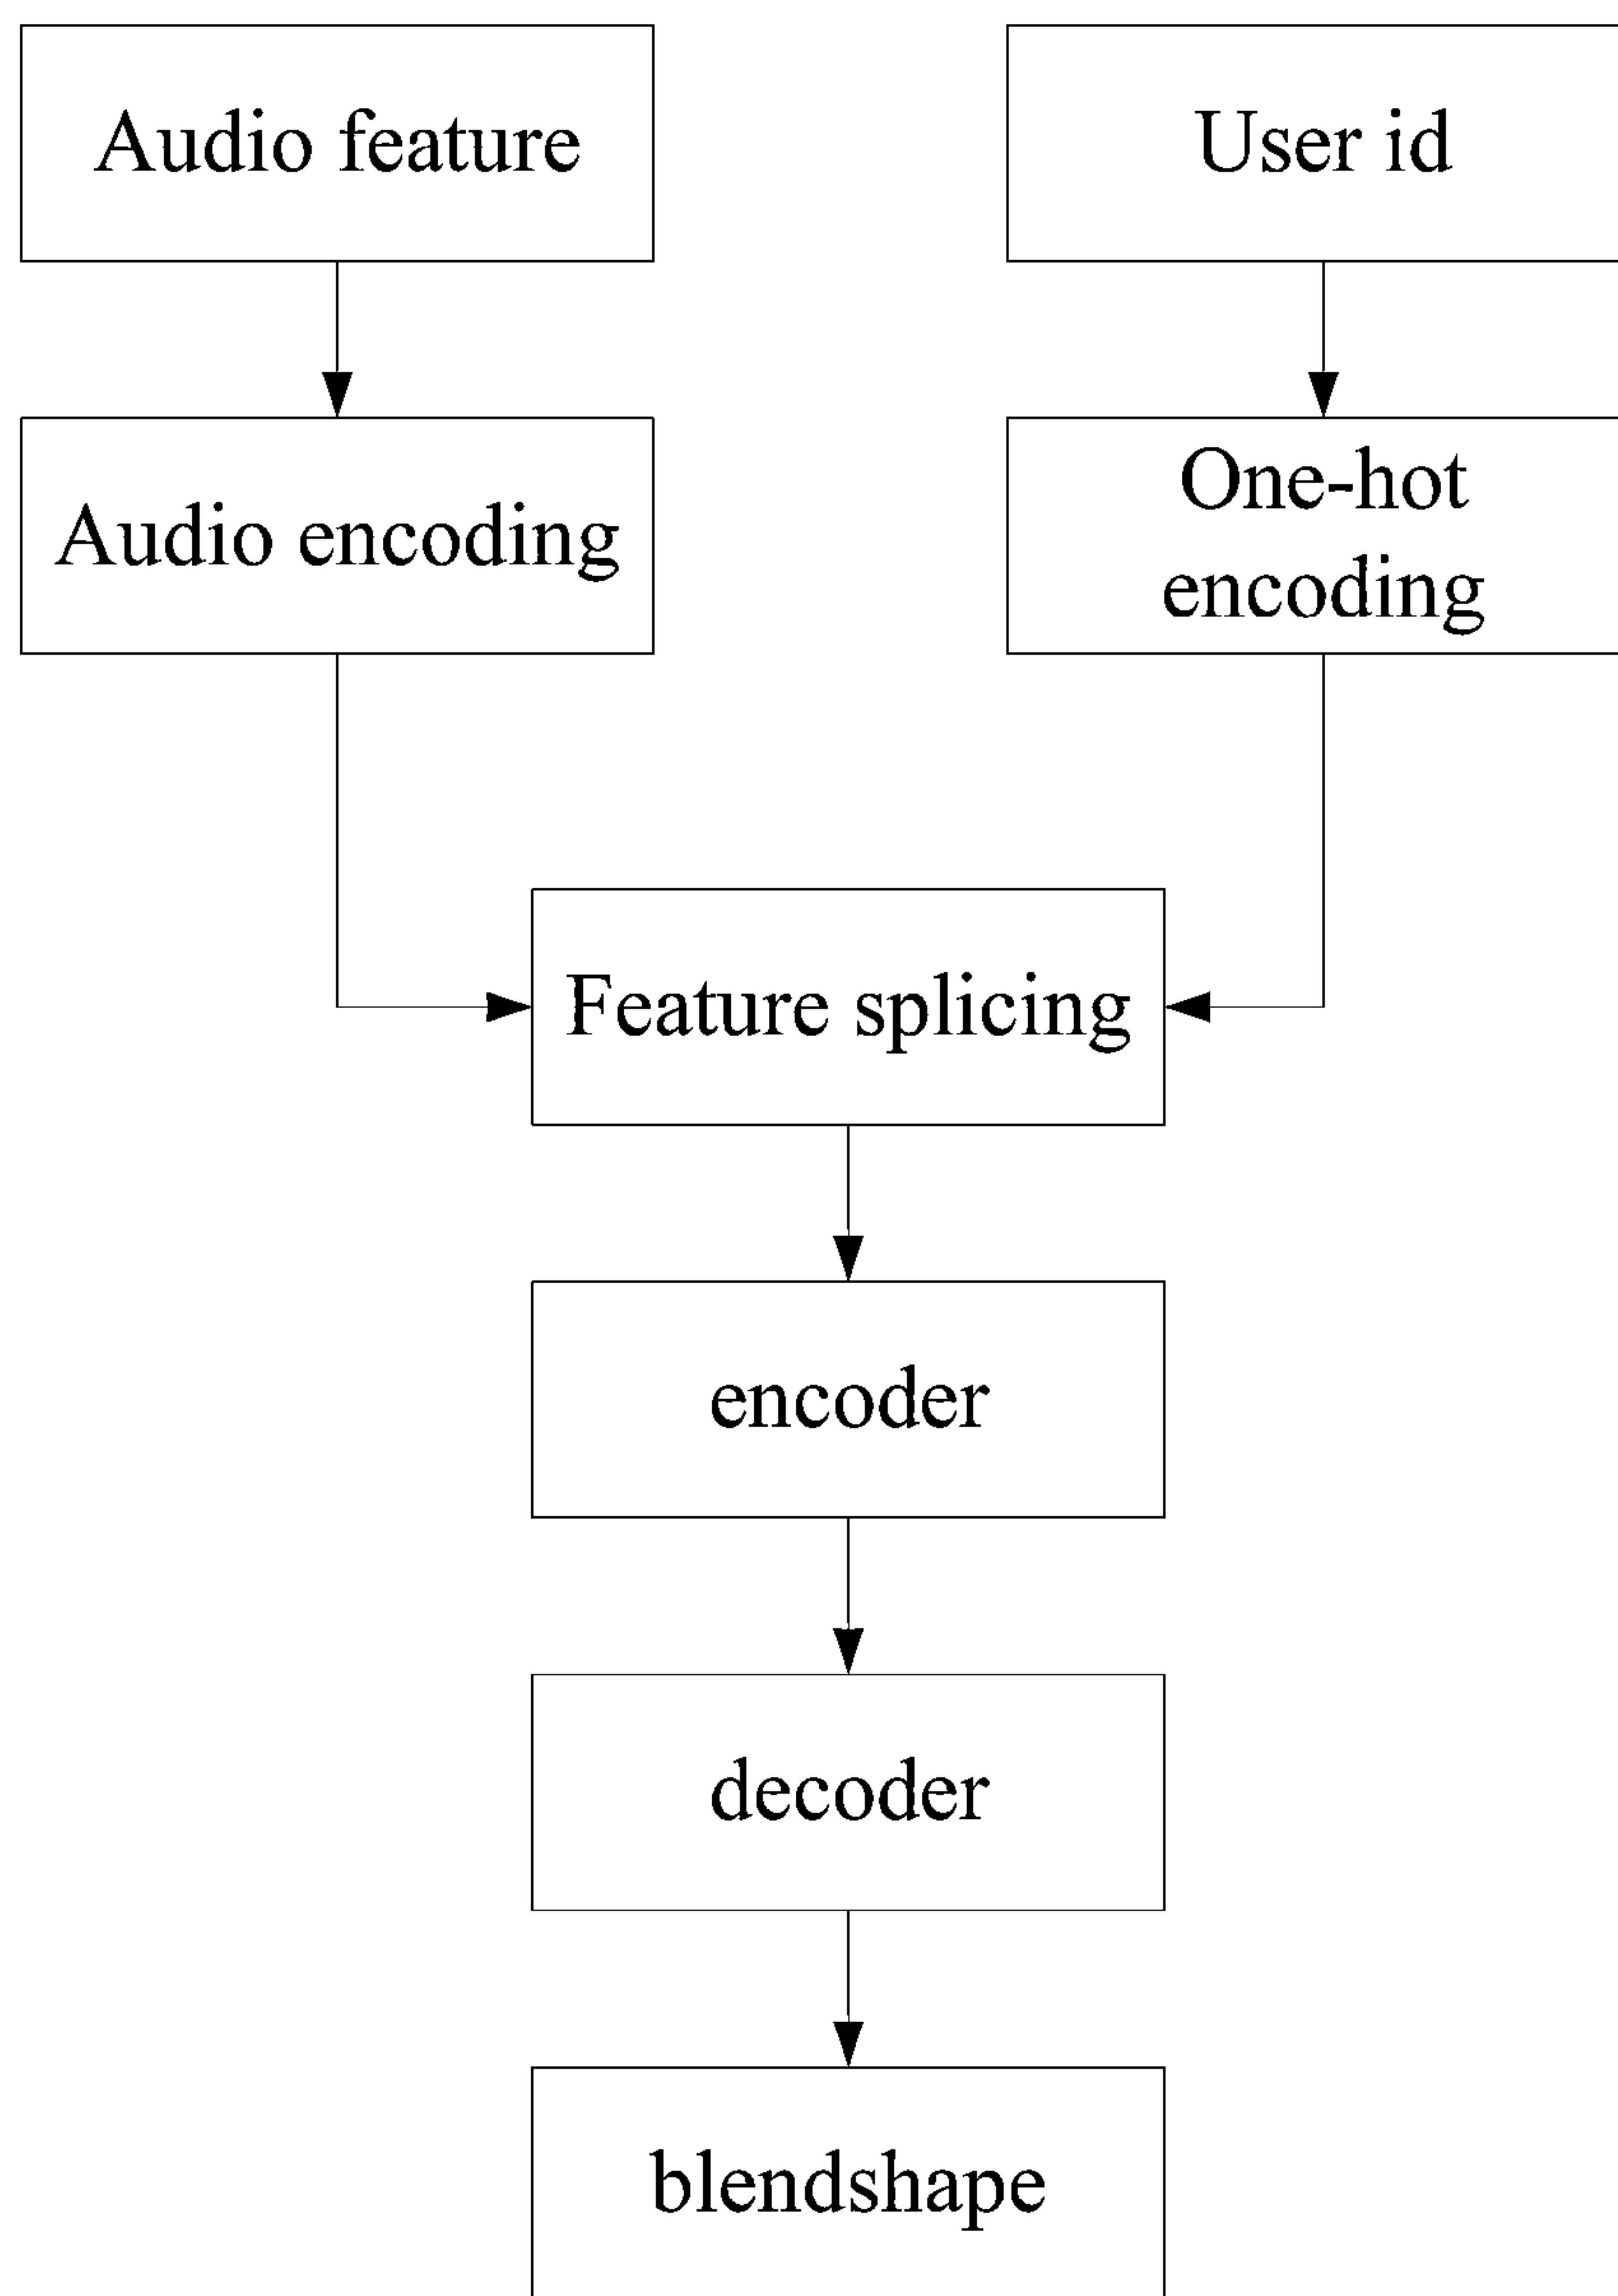 Audio feature
User id
Audio encoding
One-hot
encoding
Feature splicing
encoder
decoder
blendshape